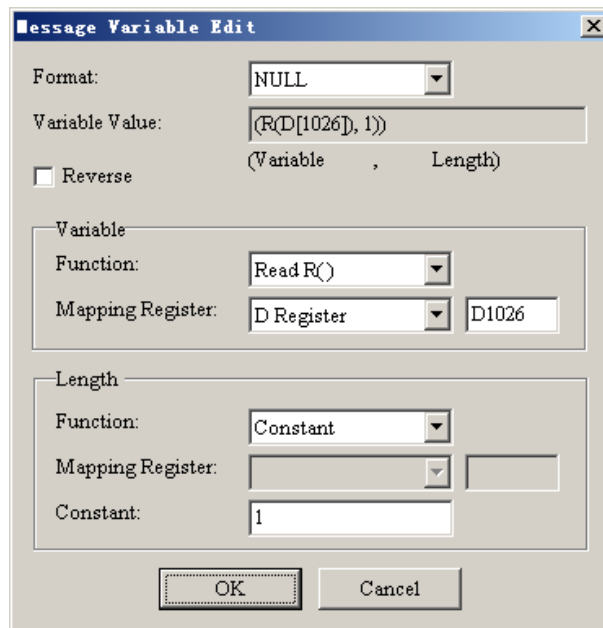 Message Variable Edit
Format: NULL
Variable Value: (R(D[1026]), 1))
(Variable , Length)
Reverse
Variable
Function: Read R()
Mapping Register: D Register D1026
Length
Function: Constant
Mapping Register:
Constant: 1
OK Cancel